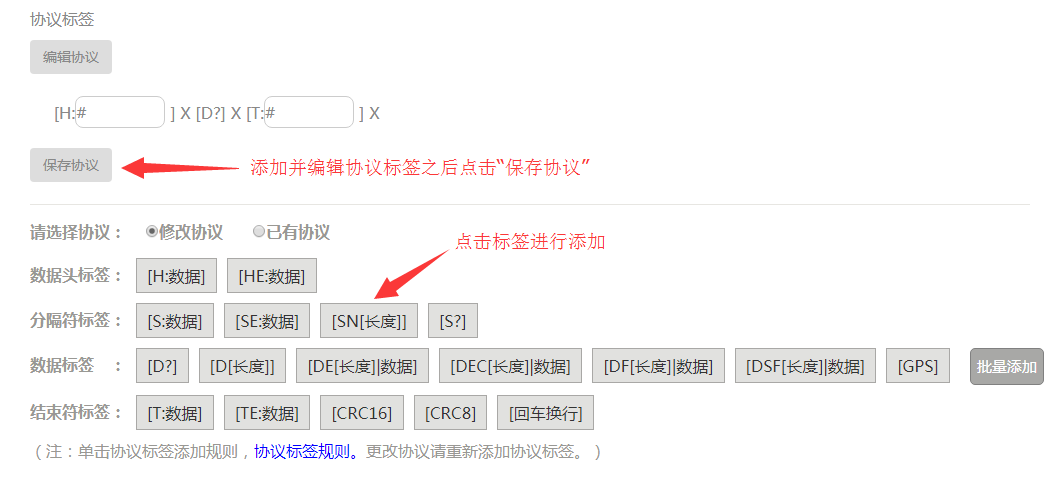 协议标签
编辑协议
[H:# ] X [D?] X [T:# ] X
保存协议
添加并编辑协议标签之后点击“保存协议”
请选择协议： 修改协议 已有协议
点击标签进行添加
数据头标签： [H:数据] [HE:数据]
分隔符标签： [S:数据] [SE:数据] [SN[长度]] [S?]
数据标签 ： [D?] [D[长度]] [DE[长度]|数据] [DEC[长度]|数据] [DF[长度]|数据] [DSF[长度]|数据] [GPS] 批量添加
结束符标签： [T:数据] [TE:数据] [CRC16] [CRC8] [回车换行]
（注：单击协议标签添加规则，协议标签规则。更改协议请重新添加协议标签。）